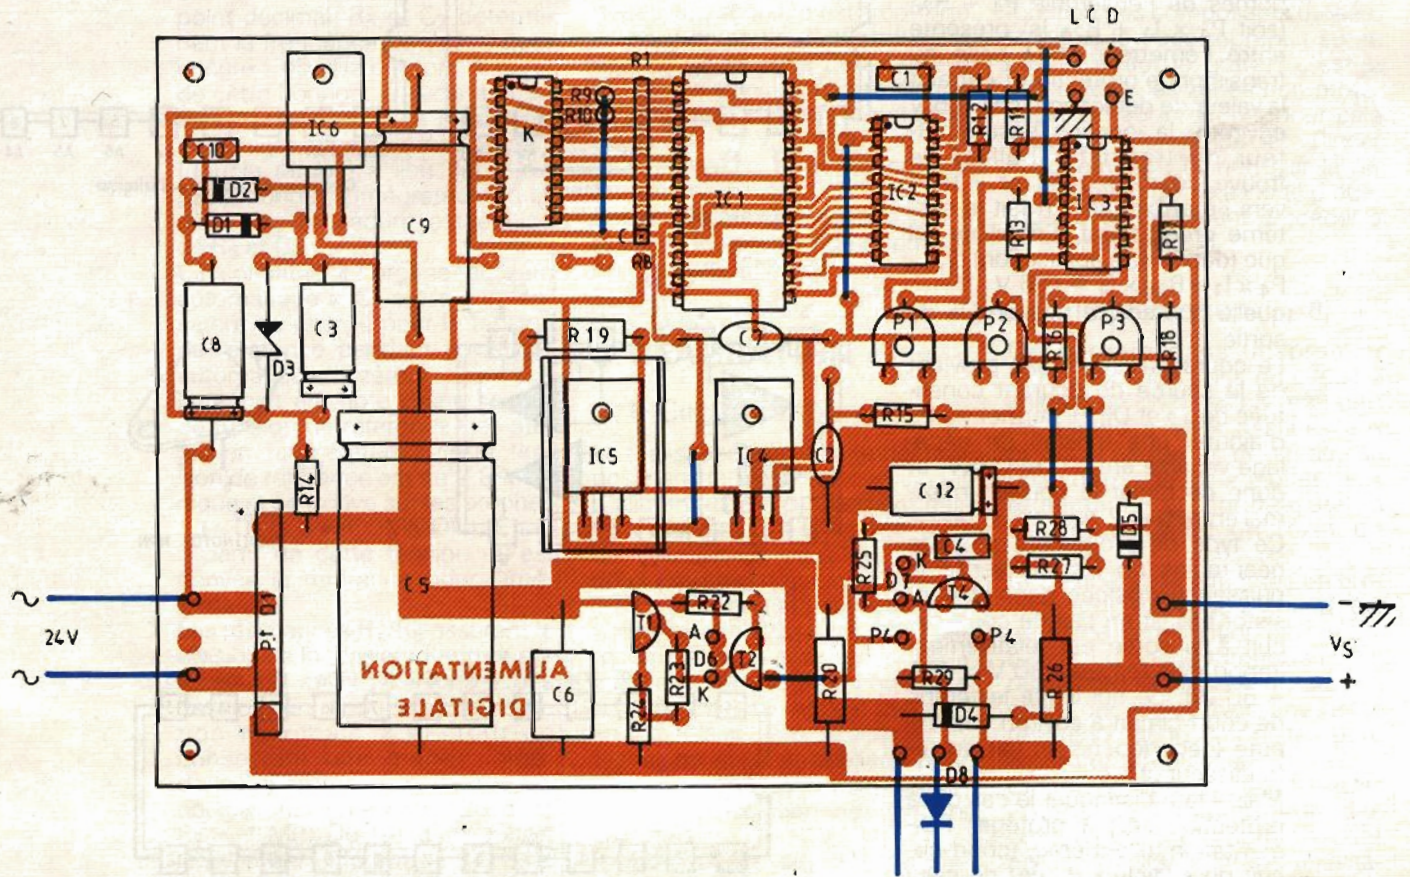 L C D
R1
C1
R9
R10
K
IC6
C10
D2
D1
C9
IC1
IC2
R12
R11
E
IC3
R13
C
R8
C8
D3
C3
R19
C7
P1
P2
R16
P3
R18
R15
IC5
IC4
C2
C12
R14
+
C5
R25
C4
K
D7
A
T4
R28
R27
D5
P4
P4
T1
R22
A
D6
K
T2
R23
R24
C6
R20
R29
D4
R26
24V
~
~
P.t
ALIMENTATION
DIGITALE
-
VS
+
D8